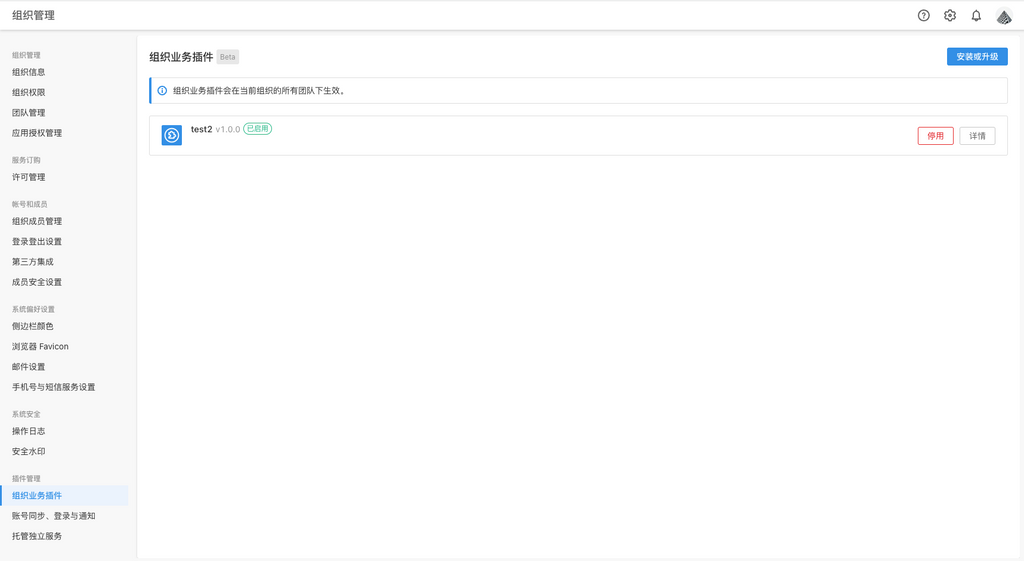 组织管理
组织管理
组织信息
组织权限
团队管理
应用授权管理
服务订购
许可管理
帐号和成员
组织成员管理
登录登出设置
第三方集成
成员安全设置
系统偏好设置
侧边栏颜色
浏览器 Favicon
邮件设置
手机号与短信服务设置
系统安全
操作日志
安全水印
插件管理
组织业务插件
账号同步、登录与通知
托管独立服务
组织业务插件 Beta
安装或升级
组织业务插件会在当前组织的所有团队下生效。
test2 v1.0.0 已启用
停用
详情